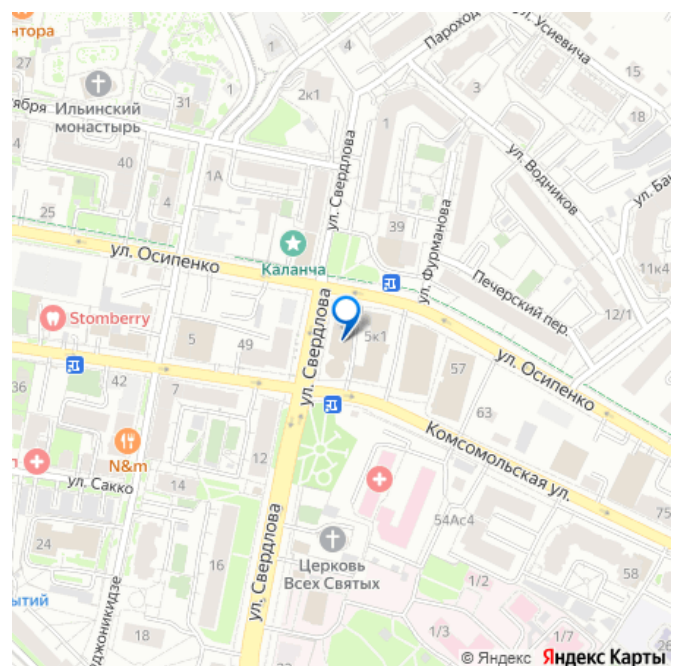 нтора
27
Ильинский
монастырь
31
1
1
4
2к1
Пароход
ул. Усиевича
15
3
18
ября
4
40
4
1А
ул. Свердлова
1
39
ул. Фурманова
ул. Водников
ул. Ба
11к4
25
ул. Осипенко
Каланча
Печерский пер.
12/1
Stomberry
5
49
ул. Свердлова
5к1
57
ул. Осипенко
36
42
7
63
N&m
12
Комсомольская ул.
л
ул. Сакко
14
54Ас4
75
24
16
ул. Свердлова
Церковь
Всех Святых
1/2
58
ытий
рджоникидзе
18
1/3
1/7
26
© Яндекс Яндекс Карты